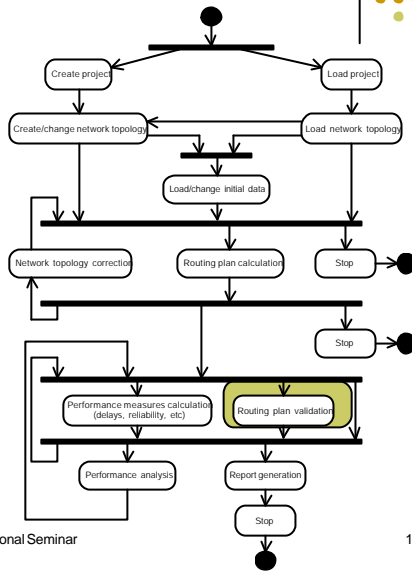 Create project
Load project
Create/change network topology
Load network topology
Load/change initial data
Network topology correction
Routing plan calculation
Stop
Stop
Performance measures calculation
(delays, reliability, etc)
Routing plan validation
Performance analysis
Report generation
Stop
onal Seminar
1